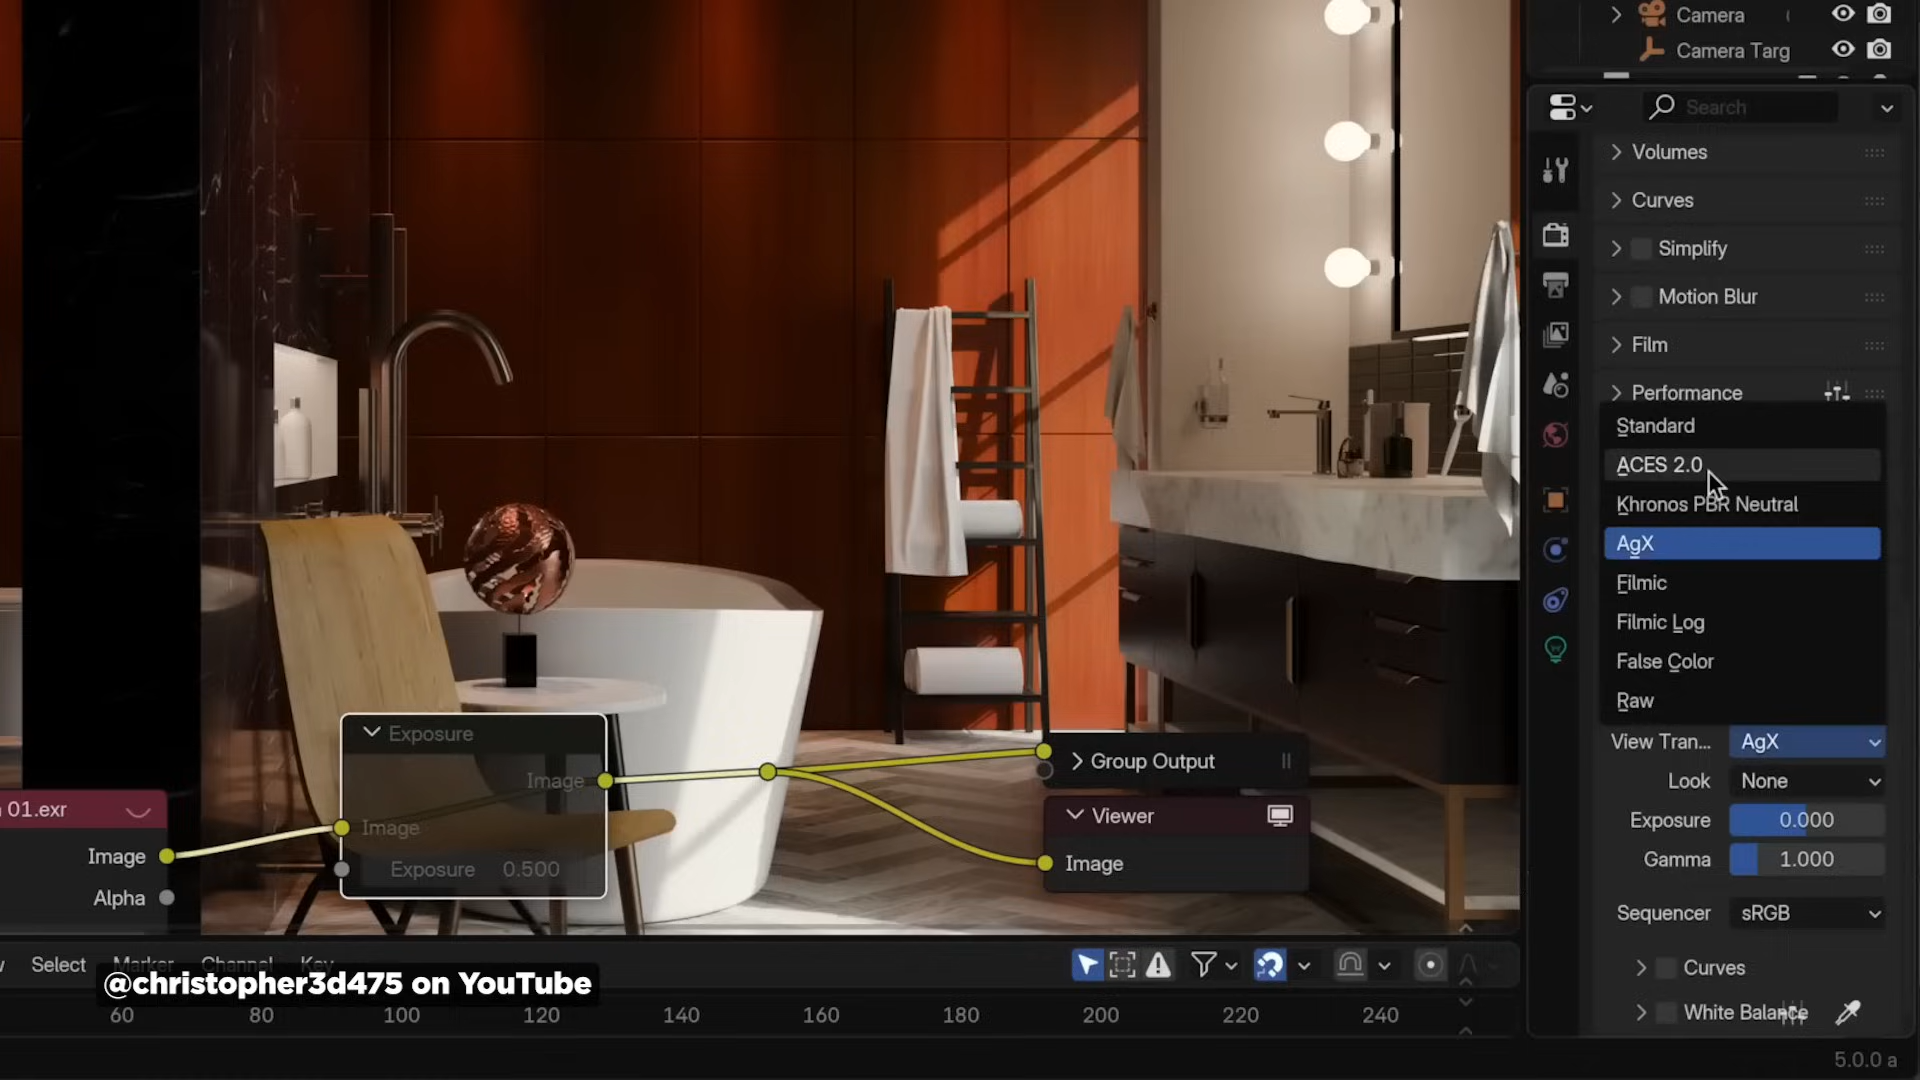 Camera
Camera Targ
Search
Volumes
Curves
Simplify
Motion Blur
Film
Performance
Standard
ACES 2.0
Khronos PBR Neutral
AgX
Filmic
Filmic Log
False Color
Raw
View Tran... AgX
Look None
Exposure 0.000
Gamma 1.000
Sequencer sRGB
Curves
White Balance
01.exr
Image
Alpha
Exposure
Image
Image
Exposure 0.500
Group Output
Viewer
Image
Select Marker Channel Key
@christopher3d475 on YouTube
60 80 100 120 140 160 180 200 220 240
5.0.0 a